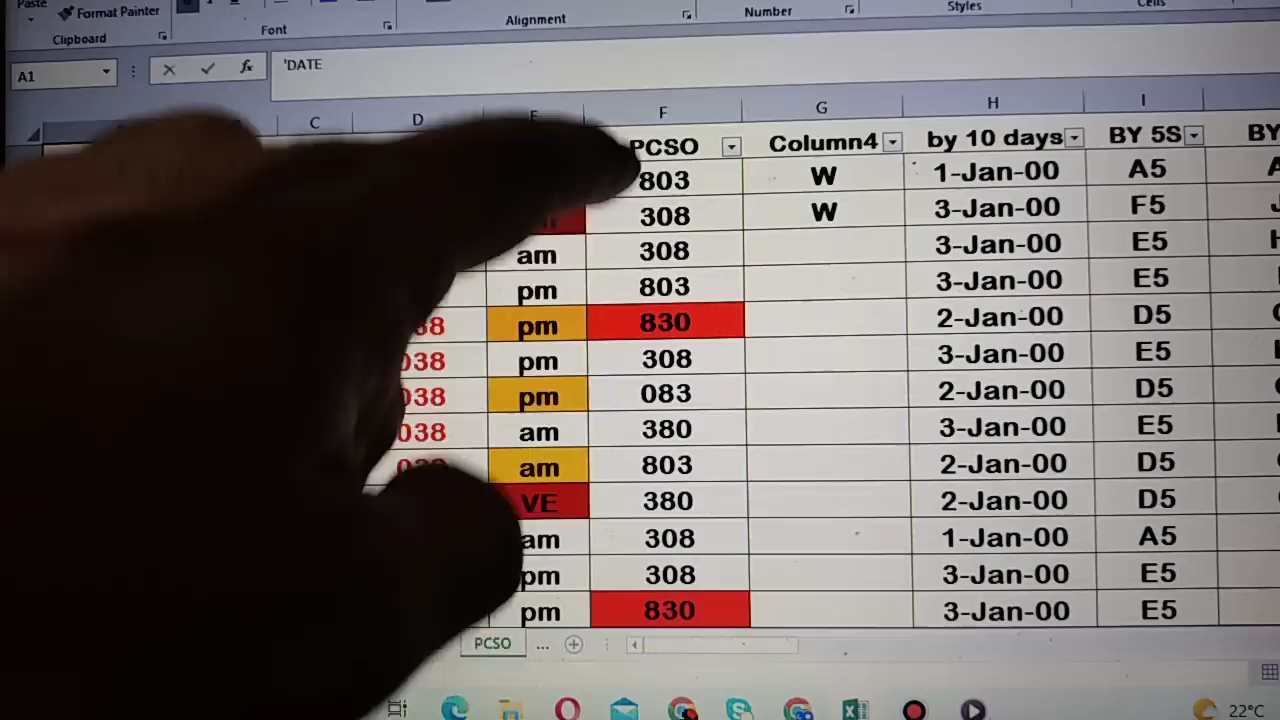 Format Painter
Clipboard
Font
Alignment
Number
Styles
Cells
A1
fx
'DATE
C D F G H I
PCSO Column4 by 10 days BY 5S BY
803 W 1-Jan-00 A5
308 W 3-Jan-00 F5
am 308 3-Jan-00 E5
pm 803 3-Jan-00 E5
pm 830 2-Jan-00 D5
038 pm 308 3-Jan-00 E5
038 pm 083 2-Jan-00 D5
038 am 380 3-Jan-00 E5
am 803 2-Jan-00 D5
VE 380 2-Jan-00 D5
am 308 1-Jan-00 A5
pm 308 3-Jan-00 E5
pm 830 3-Jan-00 E5
PCSO ...
22°C